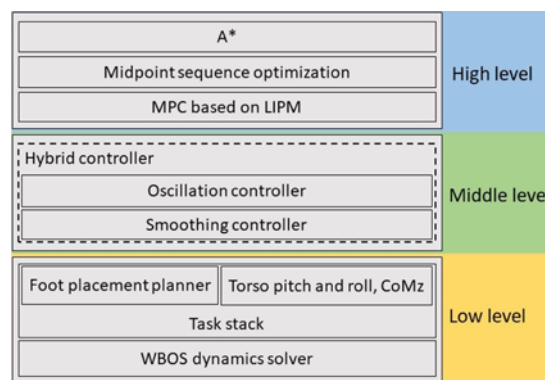 A*
Midpoint sequence optimization
MPC based on LIPM
High level
Hybrid controller
Oscillation controller
Smoothing controller
Middle leve
Foot placement planner
Torso pitch and roll, CoMz
Task stack
WBOS dynamics solver
Low level